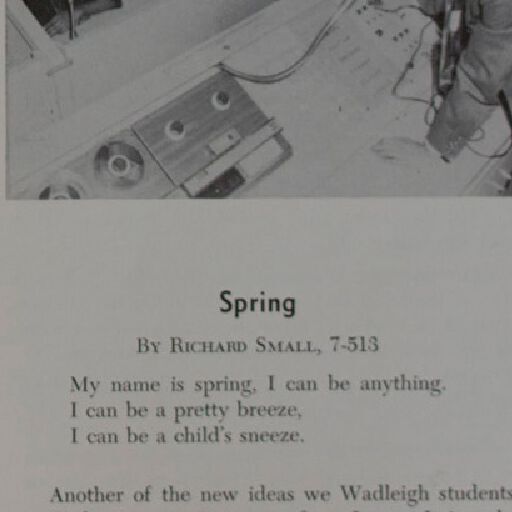 Spring
By Richard Small, 7-513
My name is spring, I can be anything.
I can be a pretty breeze,
I can be a child's sneeze.
Another of the new ideas we Wadleigh students